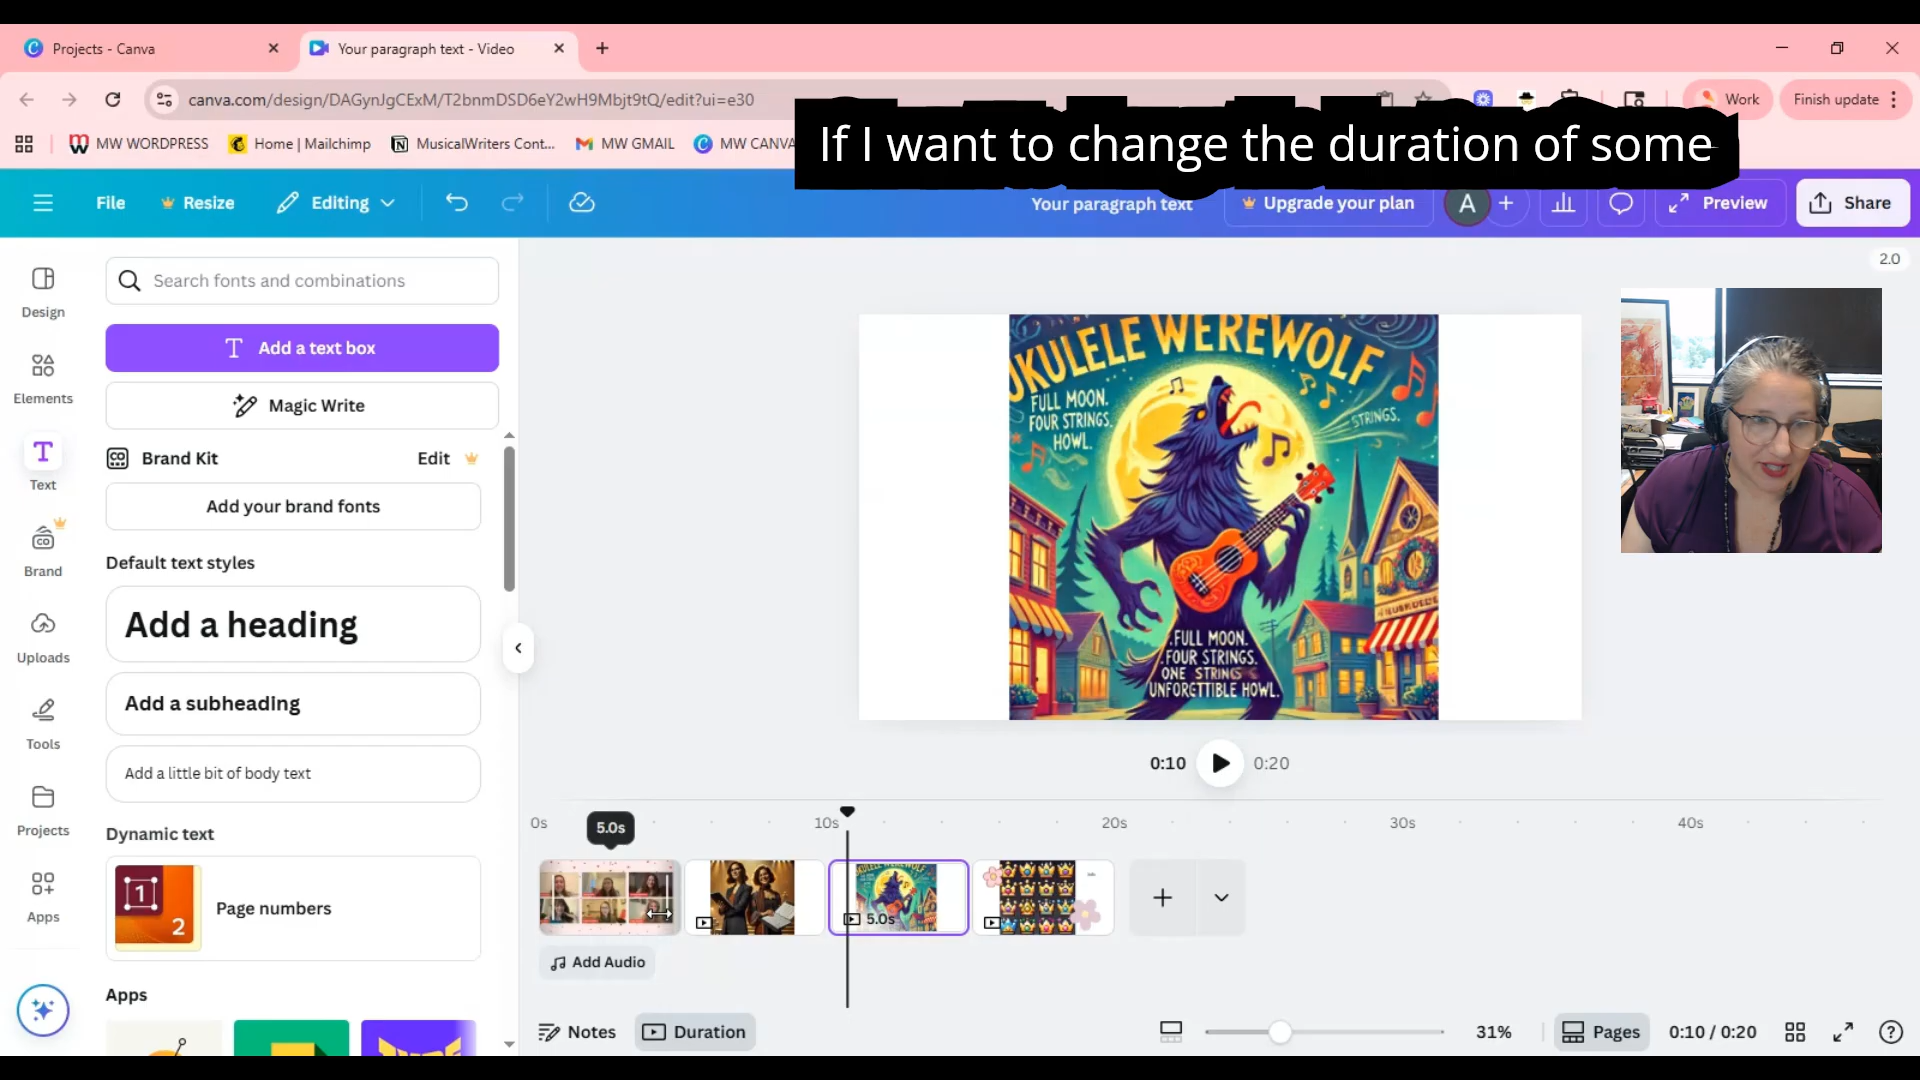 Projects - Canva
Your paragraph text - Video
canva.com/design/DAGynJgCExM/T2bnmDSD6eY2wH9Mbjt9tQ/edit?ui=e30
Work
Finish update
MW WORDPRESS
Home | Mailchimp
MusicalWriters Cont...
MW GMAIL
MW CANVA
If I want to change the duration of some
File
Resize
Editing
Your paragraph text
Upgrade your plan
A
Preview
Share
2.0
Design
Elements
Text
Brand
Uploads
Tools
Projects
Apps
Search fonts and combinations
Add a text box
Magic Write
Brand Kit
Edit
Add your brand fonts
Default text styles
Add a heading
Add a subheading
Add a little bit of body text
Dynamic text
1
2
Page numbers
Apps
UKULELE WEREWOLF
FULL MOON.
FOUR STRINGS.
HOWL.
STRINGS.
.FULL MOON.
.FOUR STRINGS.
ONE STRINGS
UNFORGTTIBLE HOWL.
0:10
0:20
0s
5.0s
10s
20s
30s
40s
5.0s
Add Audio
Notes
Duration
31%
Pages
0:10 / 0:20